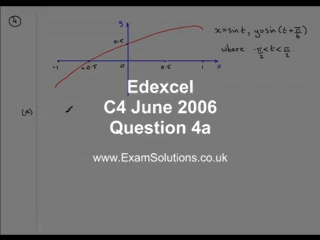 4
y
x = sin t, y = sin(t + π/6)
where -π/2 < t < π/2
0.5
-1 -0.5 0 0.5 1 x
(a)
Edexcel
C4 June 2006
Question 4a
www.ExamSolutions.co.uk